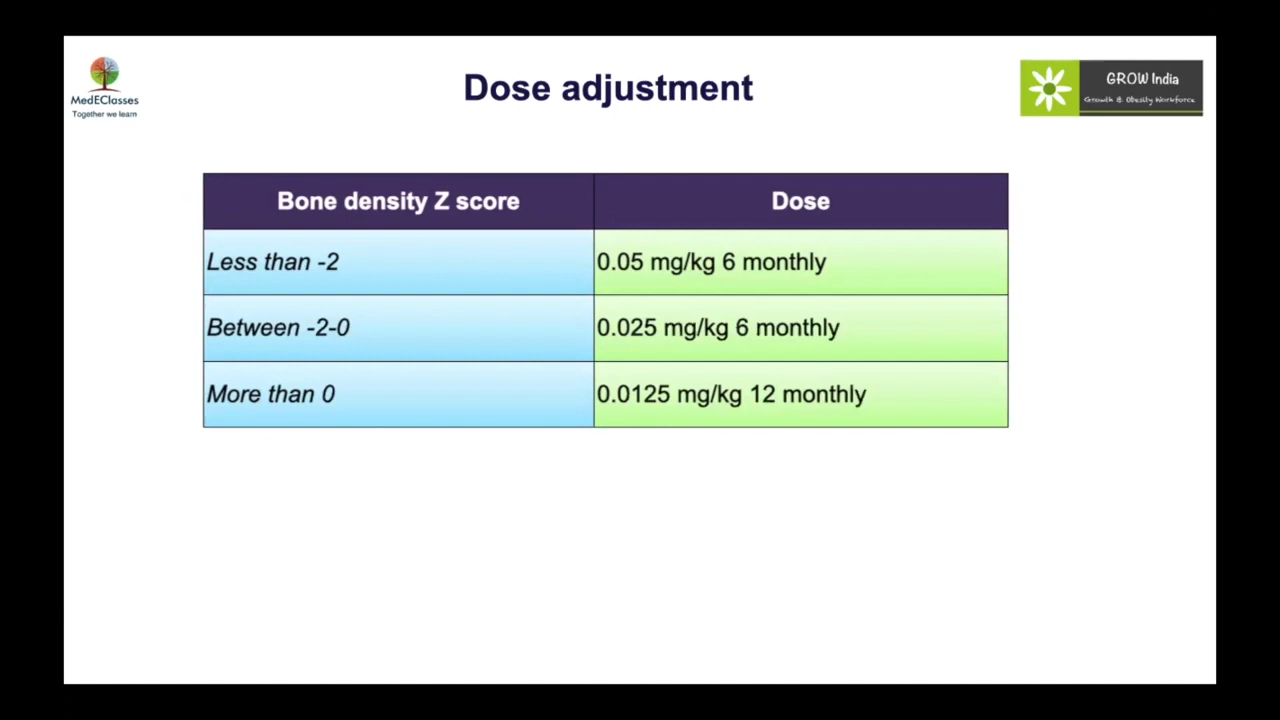 MedEClasses
Together we learn
Dose adjustment
GROW India
Growth & Obesity Workforce
Bone density Z score Dose
Less than -2 0.05 mg/kg 6 monthly
Between -2-0 0.025 mg/kg 6 monthly
More than 0 0.0125 mg/kg 12 monthly